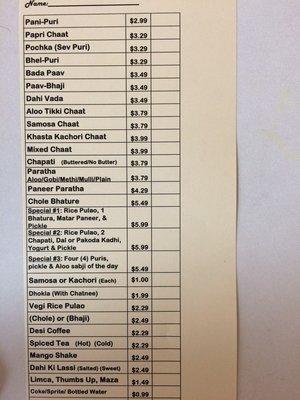 Name:
Pani-Puri $2.99
Papri Chaat $3.29
Pochka (Sev Puri) $3.29
Bhel-Puri $3.29
Bada Paav $3.49
Paav-Bhaji $3.49
Dahi Vada $3.49
Aloo Tikki Chaat $3.79
Samosa Chaat $3.79
Khasta Kachori Chaat $3.99
Mixed Chaat $3.99
Chapati (Buttered/No Butter) $3.79
Paratha
Aloo/Gobi/Methi/Mulli/Plain $3.79
Paneer Paratha $4.29
Chole Bhature $5.49
Special #1: Rice Pulao, 1
Bhatura, Matar Paneer, &
Pickle $5.99
Special #2: Rice Pulao, 2
Chapati, Dal or Pakoda Kadhi,
Yogurt & Pickle $5.99
Special #3: Four (4) Puris,
pickle & Aloo sabji of the day $5.49
Samosa or Kachori (Each) $1.00
Dhokla (With Chatnee) $1.99
Vegi Rice Pulao $2.29
(Chole) or (Bhaji) $2.49
Desi Coffee $2.29
Spiced Tea (Hot) (Cold) $2.29
Mango Shake $2.49
Dahi Ki Lassi (Salted) (Sweet) $2.49
Limca, Thumbs Up, Maza $1.49
Coke/Sprite/ Bottled Water $0.99